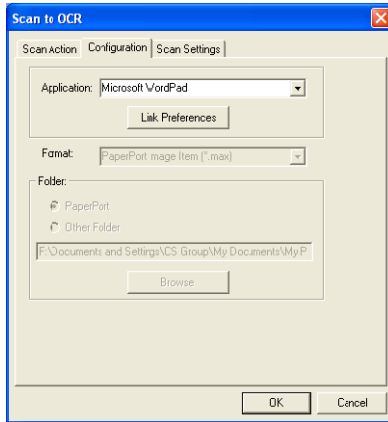 Scan to OCR
Scan Action Configuration Scan Settings
Application: Microsoft WordPad
Link Preferences
Format: PaperPort mage Item (*.max)
Folder:
PaperPort
Other Folder
F:\Documents and Settings\CS Group\My Documents\My P
Browse
OK Cancel